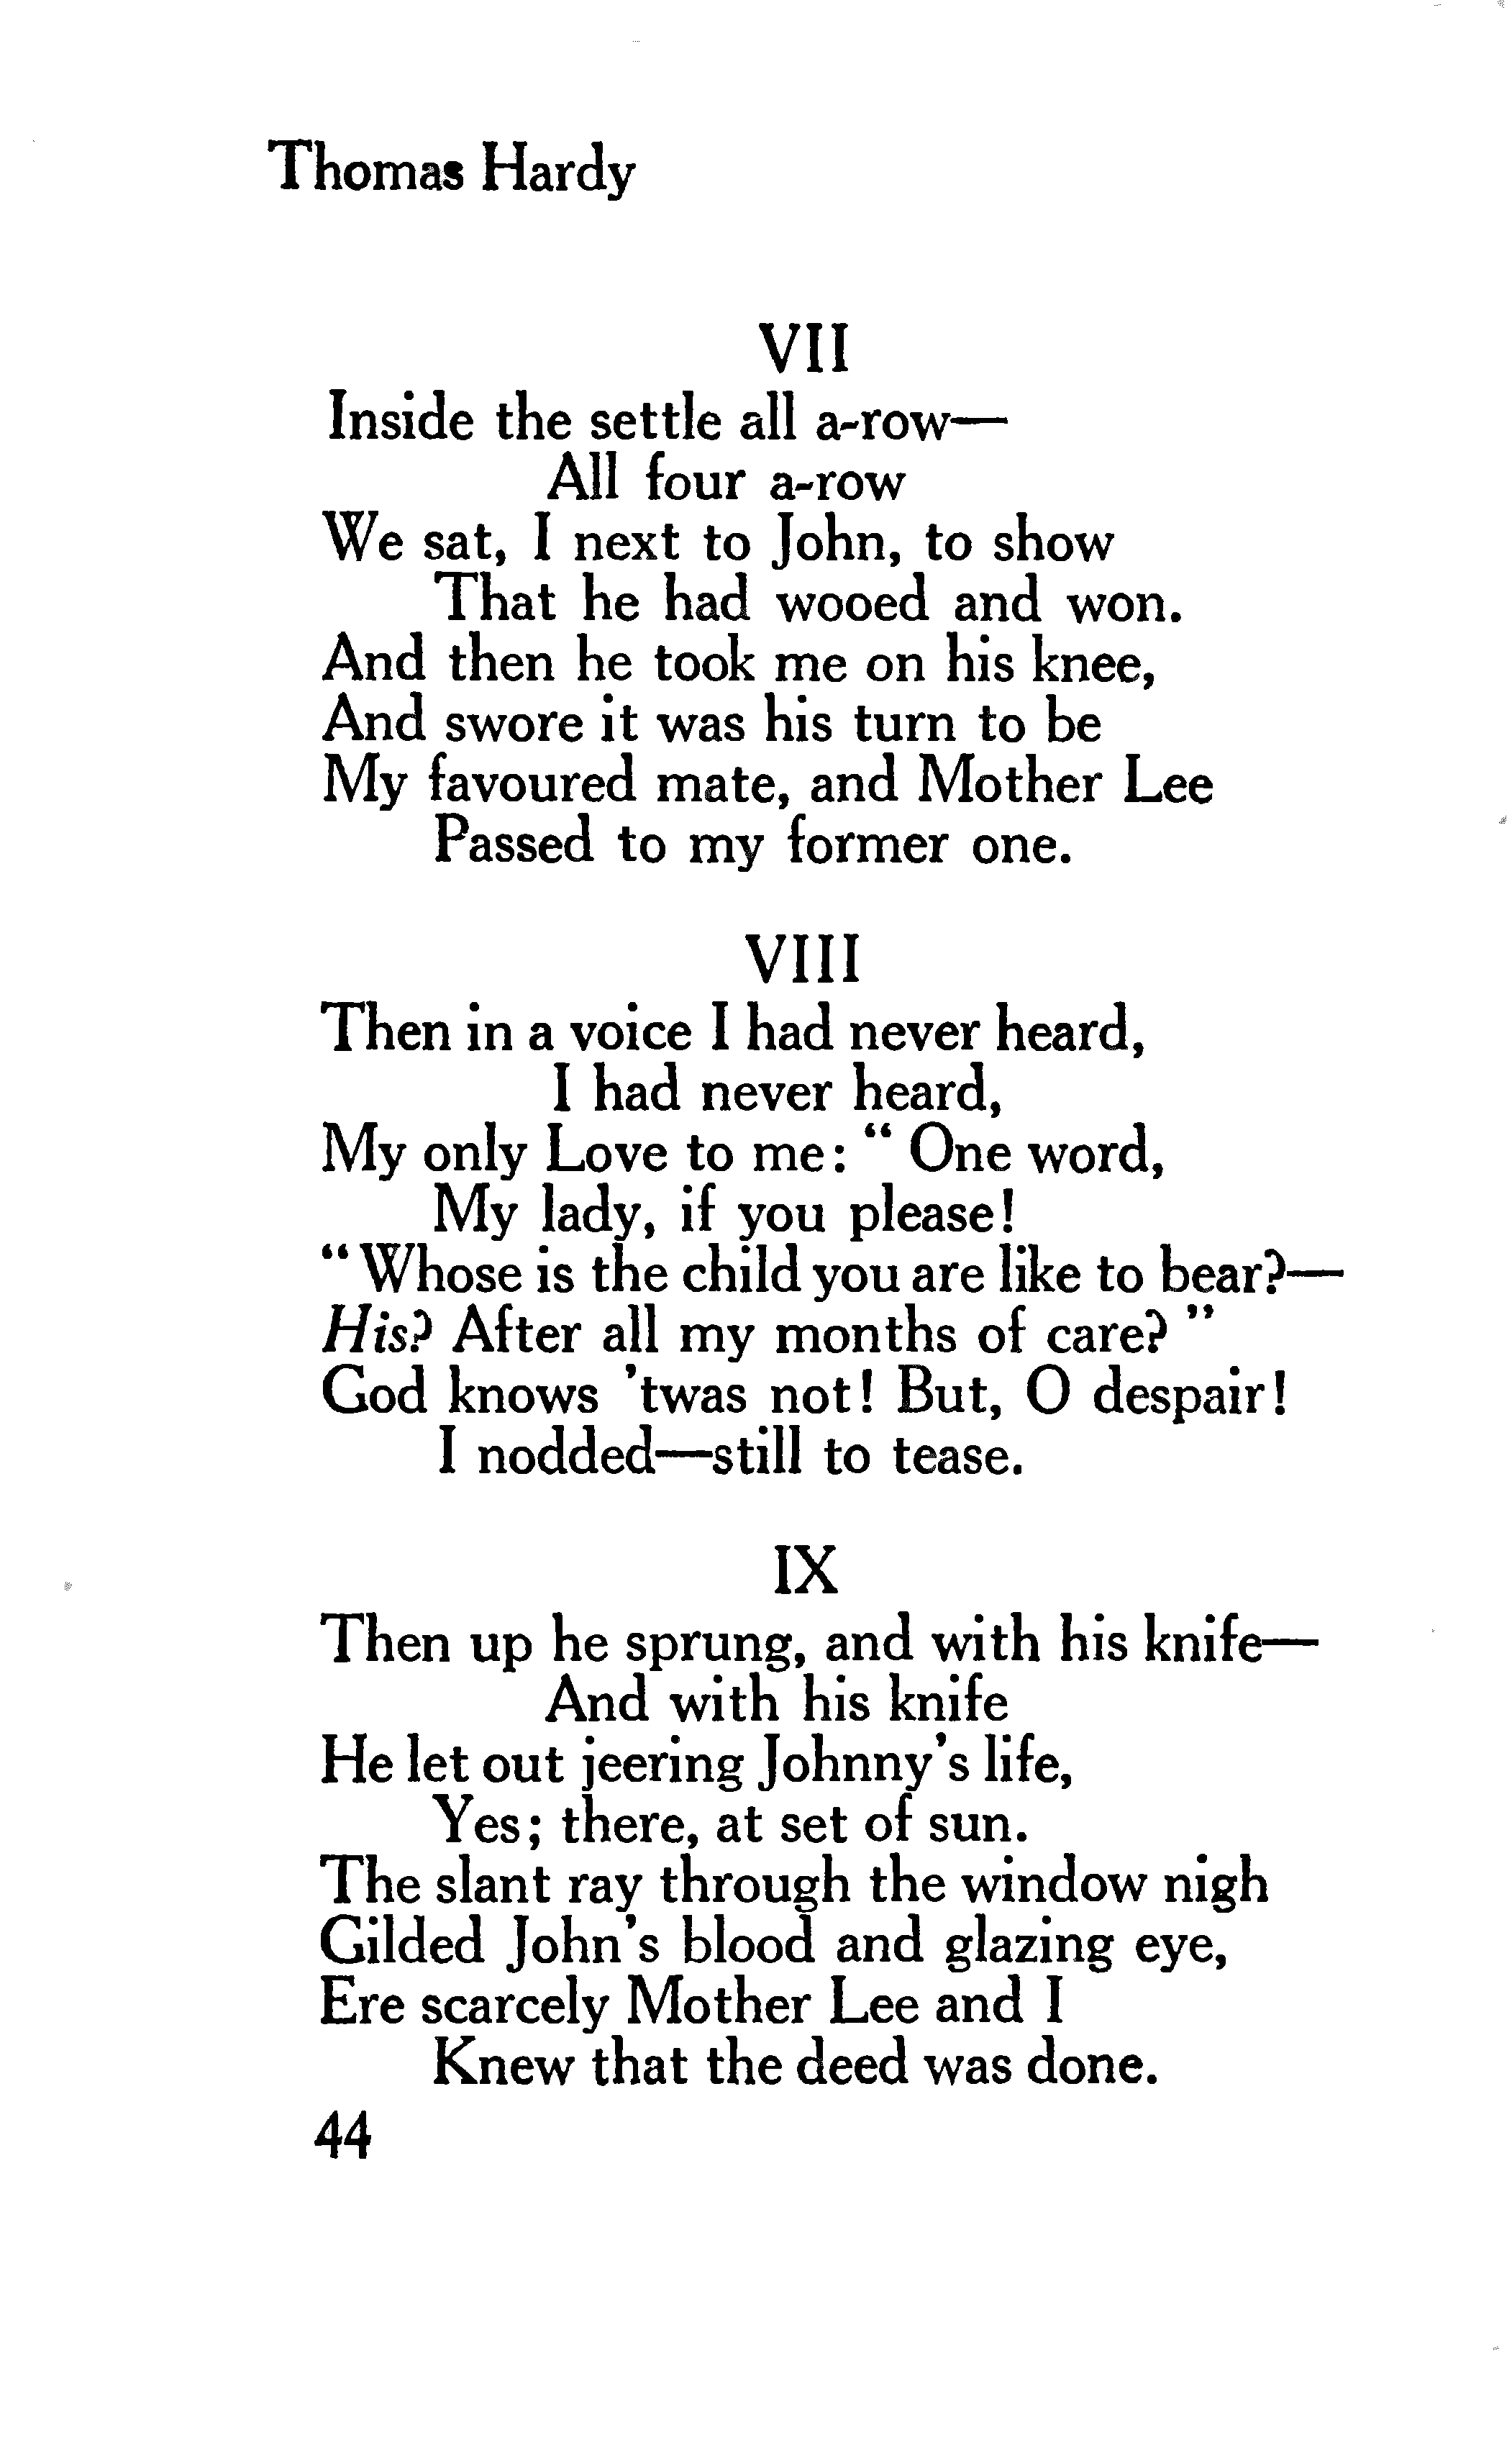 Thomas Hardy
VII
Inside the settle all a-row—
All four a-row
We sat, I next to John, to show
That he had wooed and won.
And then he took me on his knee,
And swore it was his turn to be
My favoured mate, and Mother Lee
Passed to my former one.
VIII
Then in a voice I had never heard,
I had never heard,
My only Love to me: “ One word,
My lady, if you please!
“ Whose is the child you are like to bear?—
His? After all my months of care? ”
God knows ’twas not! But, O despair!
I nodded—still to tease.
IX
Then up he sprung, and with his knife—
And with his knife
He let out jeering Johnny’s life,
Yes; there, at set of sun.
The slant ray through the window nigh
Gilded John’s blood and glazing eye,
Ere scarcely Mother Lee and I
Knew that the deed was done.
44